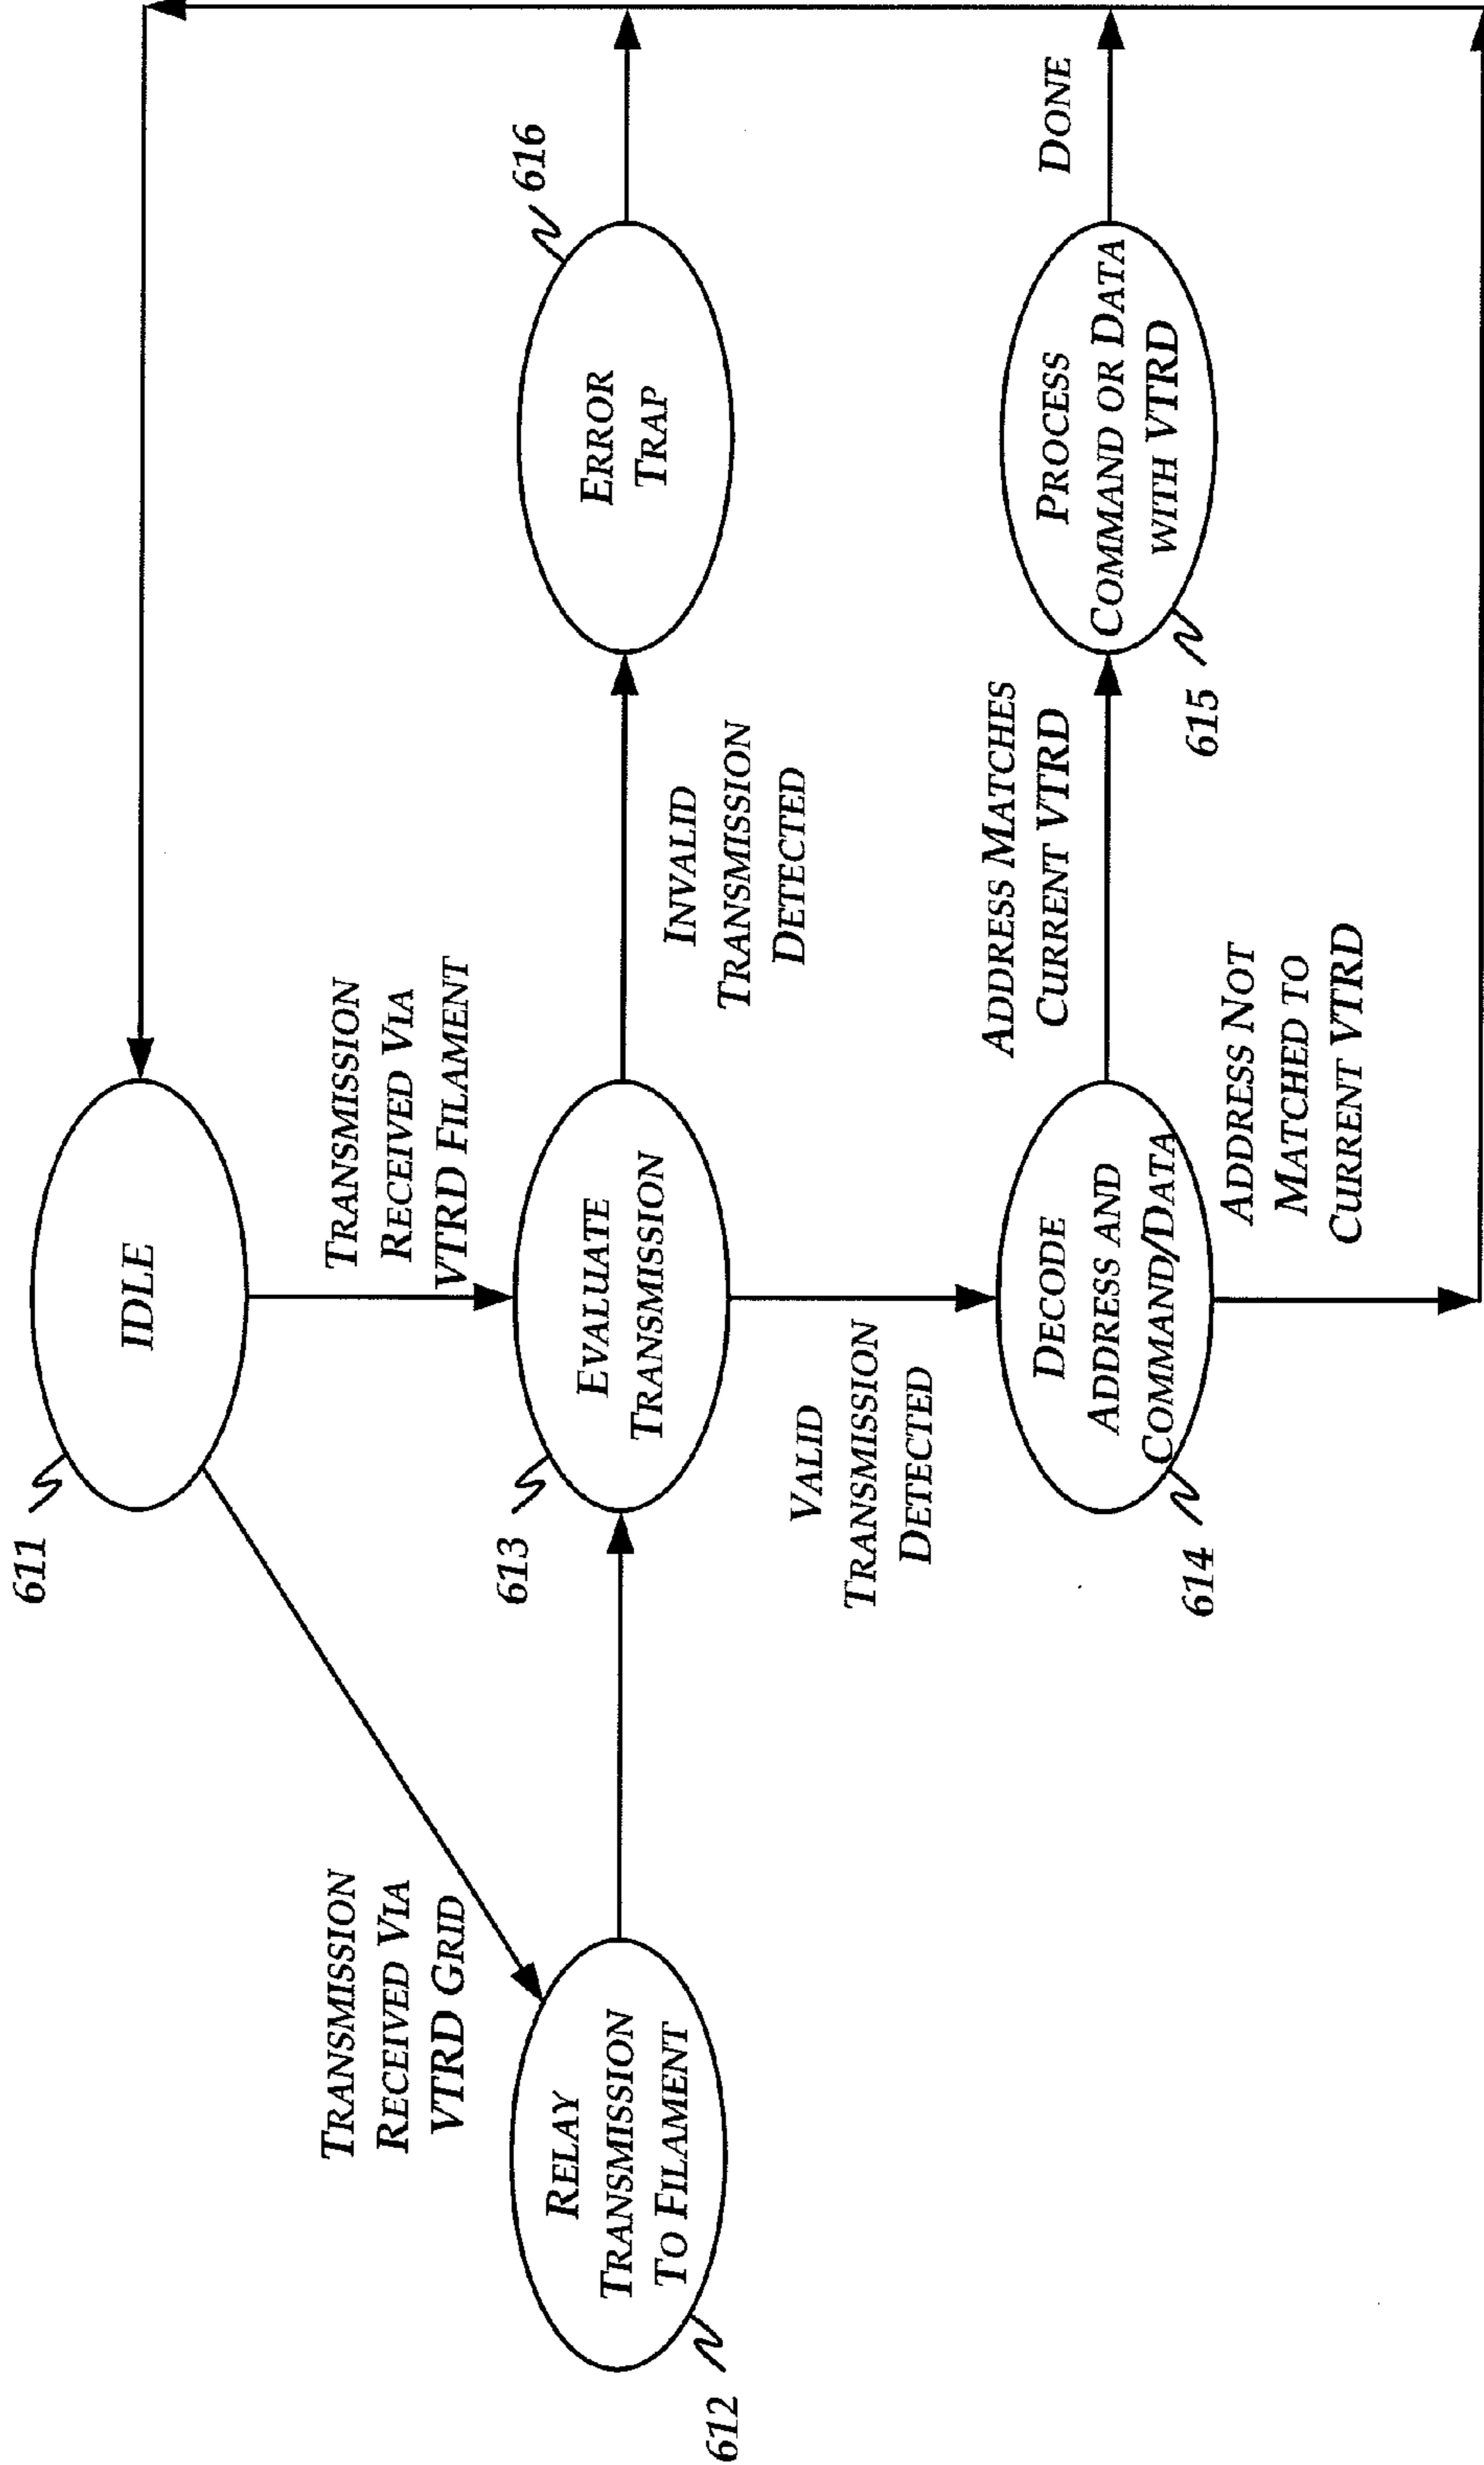 611
IDLE
TRANSMISSION
RECEIVED VIA
VTRD GRID
TRANSMISSION
RECEIVED VIA
VTRD FILAMENT
612
RELAY
TRANSMISSION
TO FILAMENT
613
EVALUATE
TRANSMISSION
INVALID
TRANSMISSION
DETECTED
616
ERROR
TRAP
VALID
TRANSMISSION
DETECTED
614
DECODE
ADDRESS AND
COMMAND/DATA
ADDRESS MATCHES
CURRENT VTRD
615
PROCESS
COMMAND OR DATA
WITH VTRD
DONE
ADDRESS NOT
MATCHED TO
CURRENT VTRD